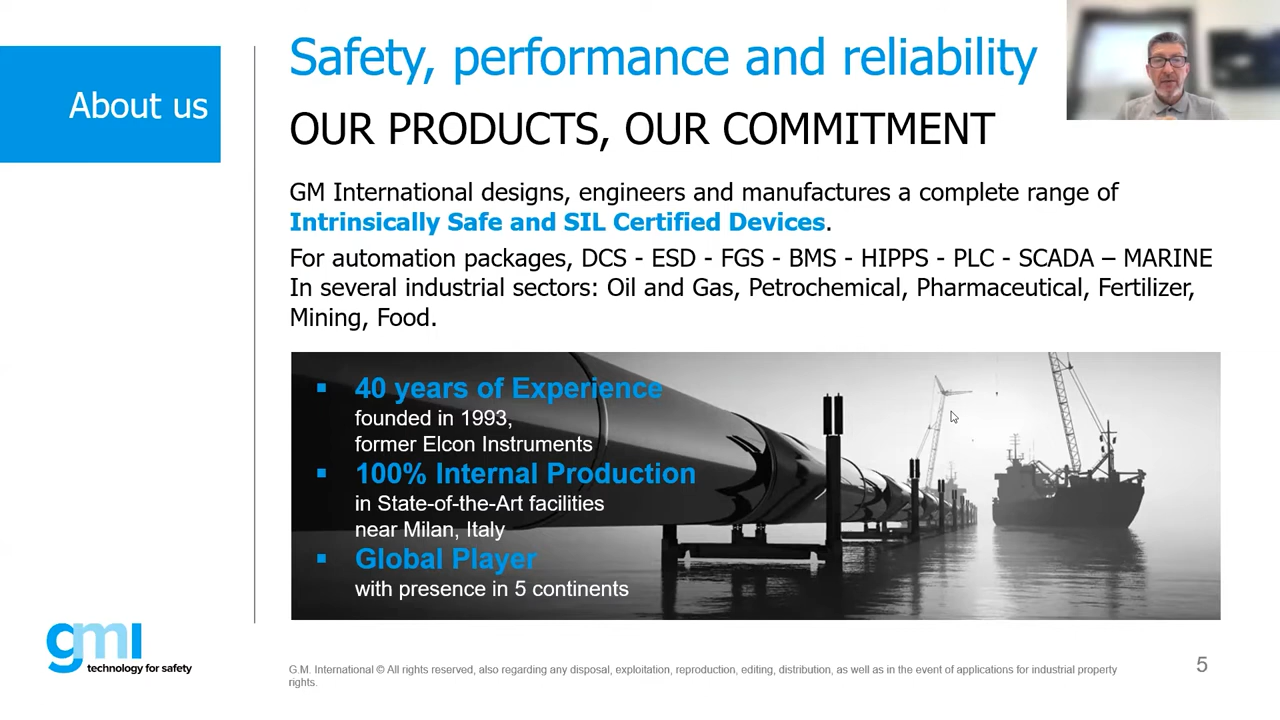 Safety, performance and reliability
About us
OUR PRODUCTS, OUR COMMITMENT
GM International designs, engineers and manufactures a complete range of
Intrinsically Safe and SIL Certified Devices.
For automation packages, DCS - ESD - FGS - BMS - HIPPS - PLC - SCADA – MARINE
In several industrial sectors: Oil and Gas, Petrochemical, Pharmaceutical, Fertilizer,
Mining, Food.
▪ 40 years of Experience
founded in 1993,
former Elcon Instruments
▪ 100% Internal Production
in State-of-the-Art facilities
near Milan, Italy
▪ Global Player
with presence in 5 continents
gmi
technology for safety
G.M. International © All rights reserved, also regarding any disposal, exploitation, reproduction, editing, distribution, as well as in the event of applications for industrial property
rights.
5